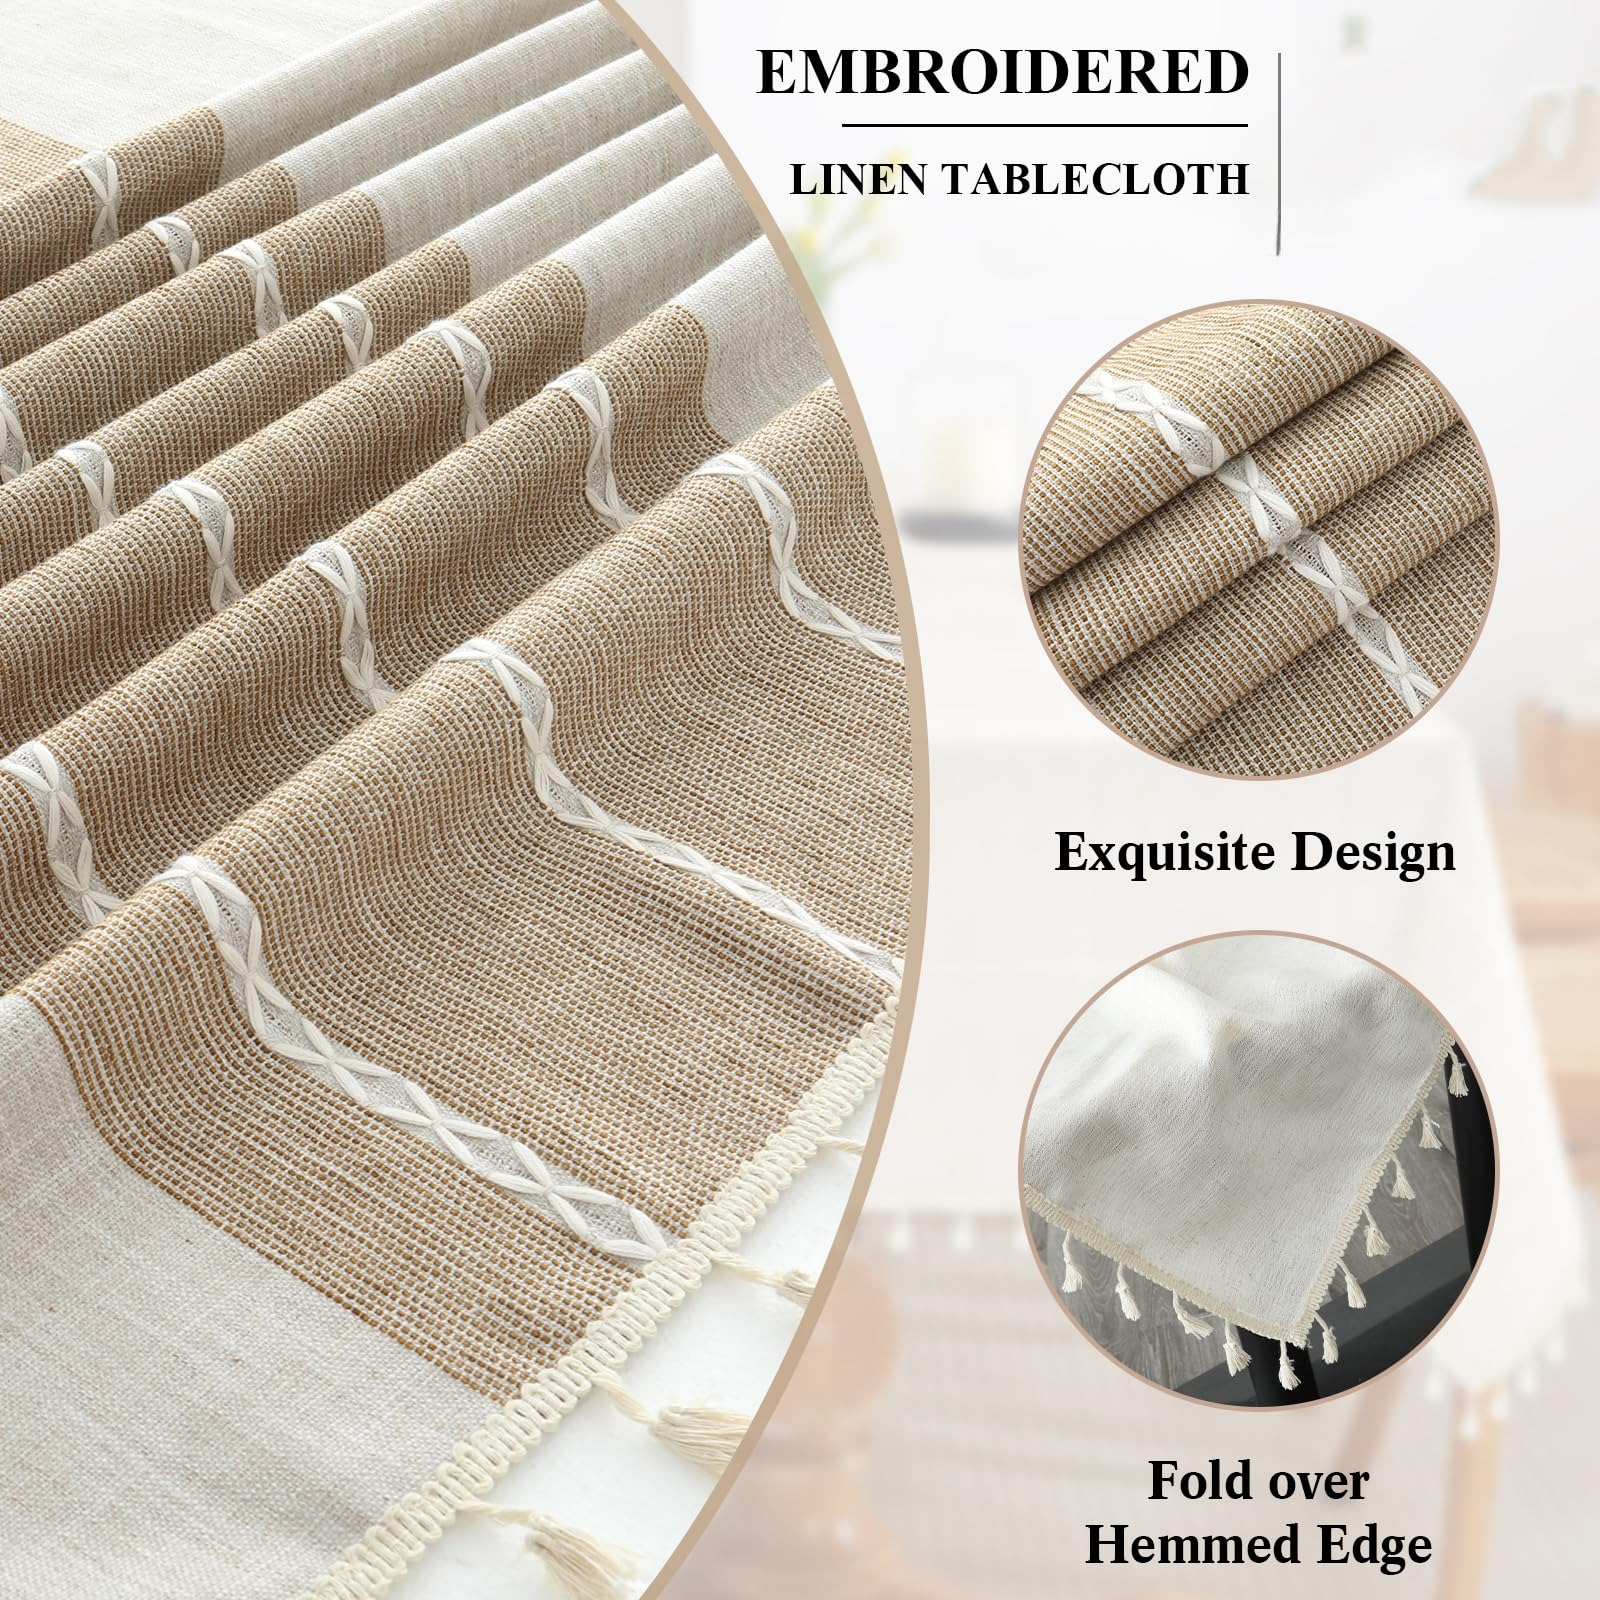 EMBROIDERED
LINEN TABLECLOTH
Exquisite Design
Fold over
Hemmed Edge